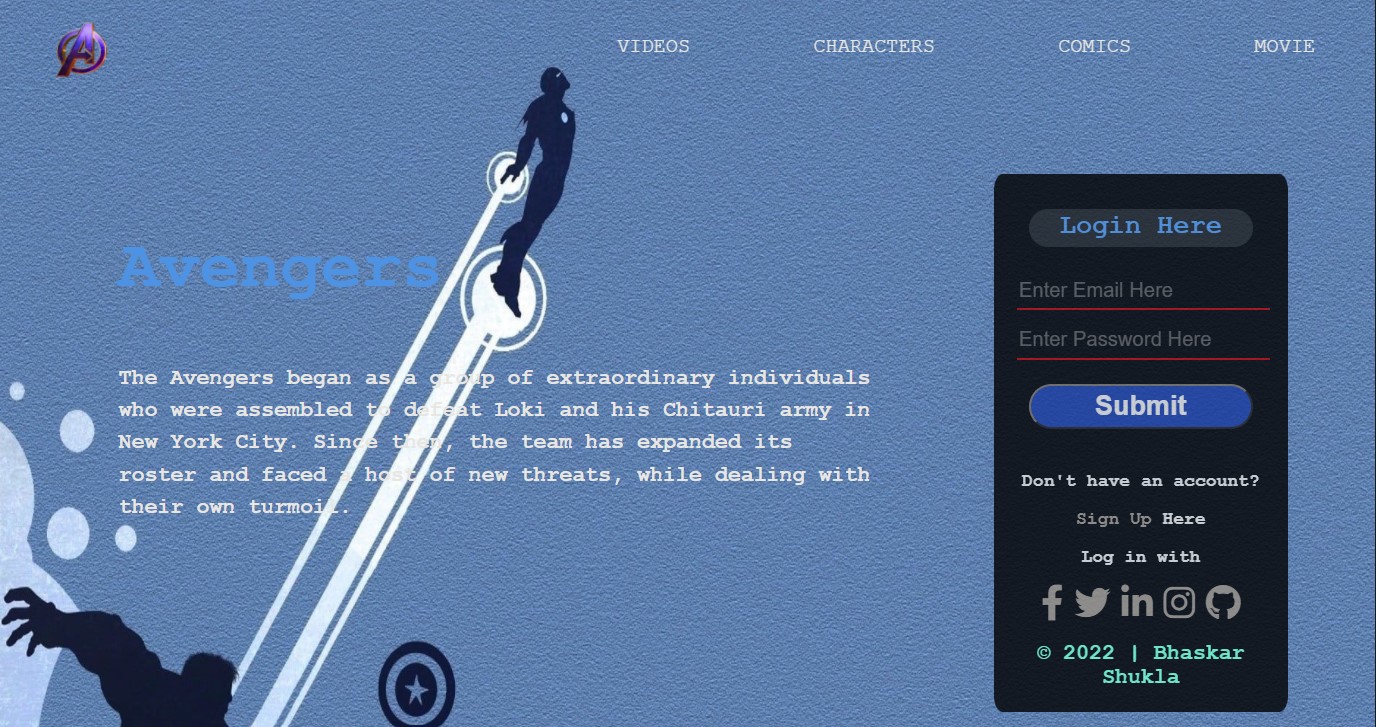 VIDEOS CHARACTERS COMICS MOVIE
Avengers
The Avengers began as a group of extraordinary individuals
who were assembled to defeat Loki and his Chitauri army in
New York City. Since then, the team has expanded its
roster and faced a host of new threats, while dealing with
their own turmoil.
Login Here
Enter Email Here
Enter Password Here
Submit
Don't have an account?
Sign Up Here
Log in with
© 2022 | Bhaskar
Shukla